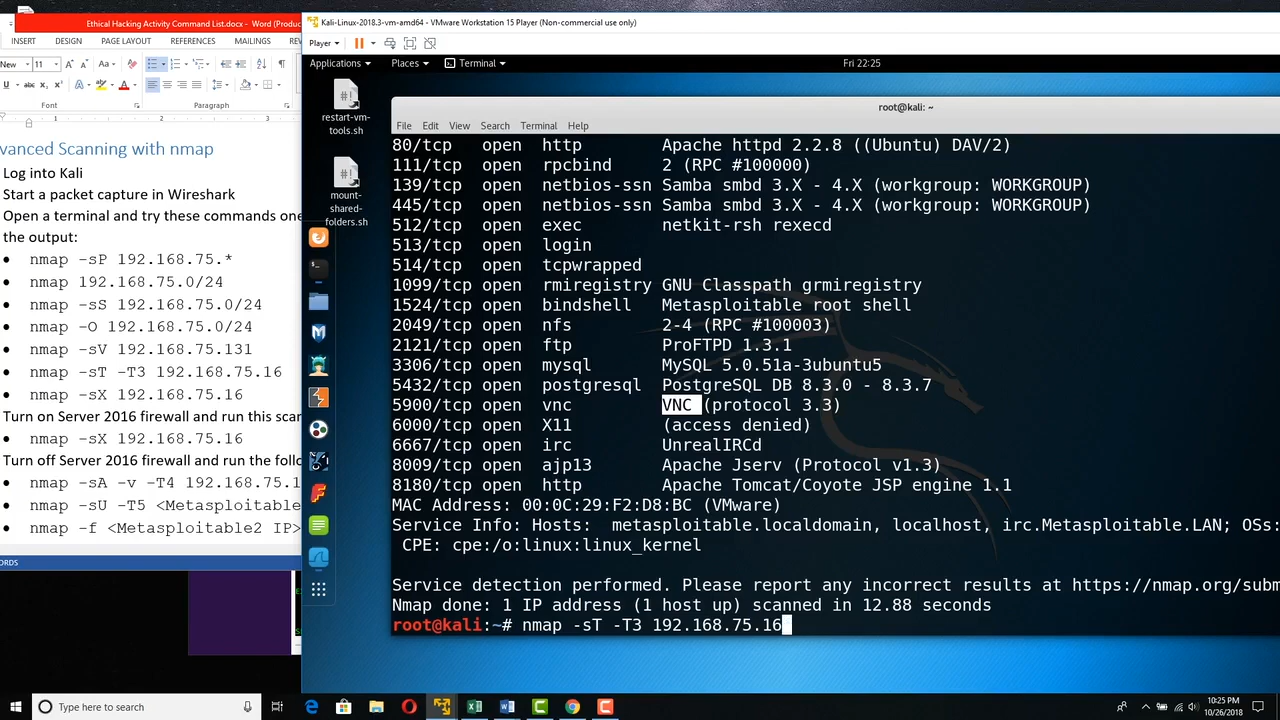 Ethical Hacking Activity Command List.docx - Word (Produc
INSERT DESIGN PAGE LAYOUT REFERENCES MAILINGS RE
New 11 Aa
Font Paragraph
1 2 3 4 5
vanced Scanning with nmap
Log into Kali
Start a packet capture in Wireshark
Open a terminal and try these commands one
the output:
• nmap –sP 192.168.75.*
• nmap 192.168.75.0/24
• nmap –sS 192.168.75.0/24
• nmap –O 192.168.75.0/24
• nmap –sV 192.168.75.131
• nmap –sT –T3 192.168.75.16
• nmap –sX 192.168.75.16
Turn on Server 2016 firewall and run this scan
• nmap –sX 192.168.75.16
Turn off Server 2016 firewall and run the follo
• nmap –sA –v –T4 192.168.75.1
• nmap –sU –T5 <Metasploitable
• nmap –f <Metasploitable2 IP>
ORDS
Kali-Linux-2018.3-vm-amd64 - VMware Workstation 15 Player (Non-commercial use only)
Player
Applications Places Terminal Fri 22:25
restart-vm-
tools.sh
mount-
shared-
folders.sh
root@kali: ~
File Edit View Search Terminal Help
80/tcp open http Apache httpd 2.2.8 ((Ubuntu) DAV/2)
111/tcp open rpcbind 2 (RPC #100000)
139/tcp open netbios-ssn Samba smbd 3.X - 4.X (workgroup: WORKGROUP)
445/tcp open netbios-ssn Samba smbd 3.X - 4.X (workgroup: WORKGROUP)
512/tcp open exec netkit-rsh rexecd
513/tcp open login
514/tcp open tcpwrapped
1099/tcp open rmiregistry GNU Classpath grmiregistry
1524/tcp open bindshell Metasploitable root shell
2049/tcp open nfs 2-4 (RPC #100003)
2121/tcp open ftp ProFTPD 1.3.1
3306/tcp open mysql MySQL 5.0.51a-3ubuntu5
5432/tcp open postgresql PostgreSQL DB 8.3.0 - 8.3.7
5900/tcp open vnc VNC (protocol 3.3)
6000/tcp open X11 (access denied)
6667/tcp open irc UnrealIRCd
8009/tcp open ajp13 Apache Jserv (Protocol v1.3)
8180/tcp open http Apache Tomcat/Coyote JSP engine 1.1
MAC Address: 00:0C:29:F2:D8:BC (VMware)
Service Info: Hosts: metasploitable.localdomain, localhost, irc.Metasploitable.LAN; OSs:
CPE: cpe:/o:linux:linux_kernel
Service detection performed. Please report any incorrect results at https://nmap.org/subm
Nmap done: 1 IP address (1 host up) scanned in 12.88 seconds
root@kali:~# nmap -sT -T3 192.168.75.16
Type here to search
10:25 PM
10/26/2018